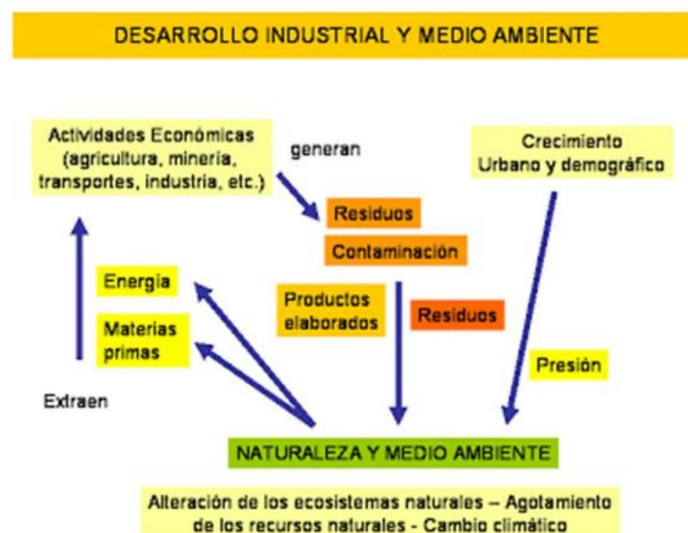 DESARROLLO INDUSTRIAL Y MEDIO AMBIENTE
Actividades Económicas
(agricultura, minería,
transportes, industria, etc.)
generan
Crecimiento
Urbano y demográfico
Residuos
Contaminación
Energía
Productos
elaborados
Residuos
Materias
primas
Presión
Extraen
NATURALEZA Y MEDIO AMBIENTE
Alteración de los ecosistemas naturales – Agotamiento
de los recursos naturales - Cambio climático